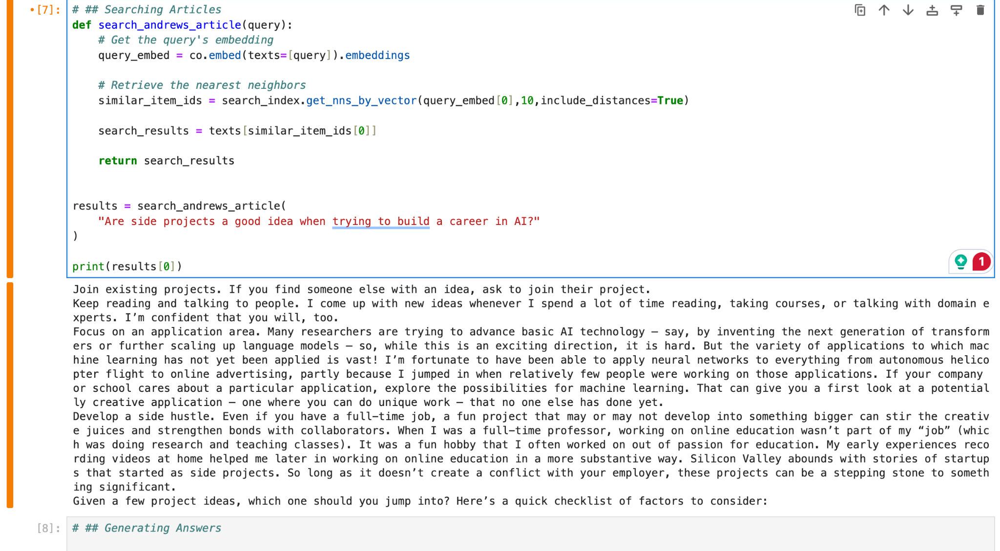 [7]: # ## Searching Articles
def search_andrews_article(query):
    # Get the query's embedding
    query_embed = co.embed(texts=[query]).embeddings

    # Retrieve the nearest neighbors
    similar_item_ids = search_index.get_nns_by_vector(query_embed[0],10,include_distances=True)

    search_results = texts[similar_item_ids[0]]

    return search_results


results = search_andrews_article(
    "Are side projects a good idea when trying to build a career in AI?"
)

print(results[0])
1
Join existing projects. If you find someone else with an idea, ask to join their project.
Keep reading and talking to people. I come up with new ideas whenever I spend a lot of time reading, taking courses, or talking with domain e
xperts. I’m confident that you will, too.
Focus on an application area. Many researchers are trying to advance basic AI technology — say, by inventing the next generation of transform
ers or further scaling up language models — so, while this is an exciting direction, it is hard. But the variety of applications to which mac
hine learning has not yet been applied is vast! I’m fortunate to have been able to apply neural networks to everything from autonomous helico
pter flight to online advertising, partly because I jumped in when relatively few people were working on those applications. If your company
or school cares about a particular application, explore the possibilities for machine learning. That can give you a first look at a potential
ly creative application — one where you can do unique work — that no one else has done yet.
Develop a side hustle. Even if you have a full-time job, a fun project that may or may not develop into something bigger can stir the creativ
e juices and strengthen bonds with collaborators. When I was a full-time professor, working on online education wasn’t part of my “job” (whic
h was doing research and teaching classes). It was a fun hobby that I often worked on out of passion for education. My early experiences reco
rding videos at home helped me later in working on online education in a more substantive way. Silicon Valley abounds with stories of startup
s that started as side projects. So long as it doesn’t create a conflict with your employer, these projects can be a stepping stone to someth
ing significant.
Given a few project ideas, which one should you jump into? Here’s a quick checklist of factors to consider:
[8]: # ## Generating Answers